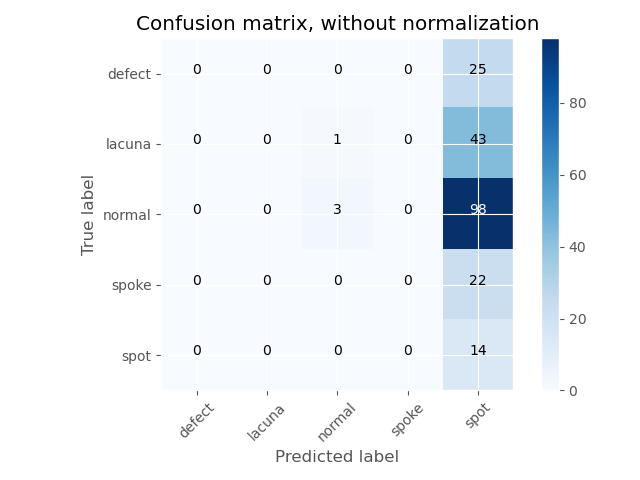 Confusion matrix, without normalization
True label
defect 0 0 0 0 25
lacuna 0 0 1 0 43
normal 0 0 3 0 98
spoke 0 0 0 0 22
spot 0 0 0 0 14
defect lacuna normal spoke spot
Predicted label
80
60
40
20
0